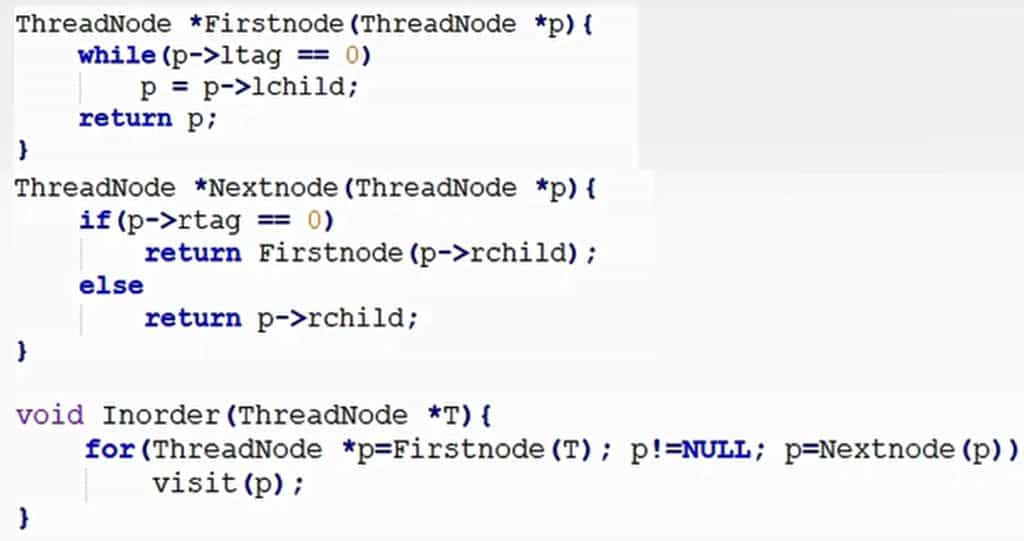 ThreadNode *Firstnode(ThreadNode *p){
    while(p->ltag == 0)
        p = p->lchild;
    return p;
}
ThreadNode *Nextnode(ThreadNode *p){
    if(p->rtag == 0)
        return Firstnode(p->rchild);
    else
        return p->rchild;
}
void Inorder(ThreadNode *T){
    for(ThreadNode *p=Firstnode(T); p!=NULL; p=Nextnode(p))
        visit(p);
}